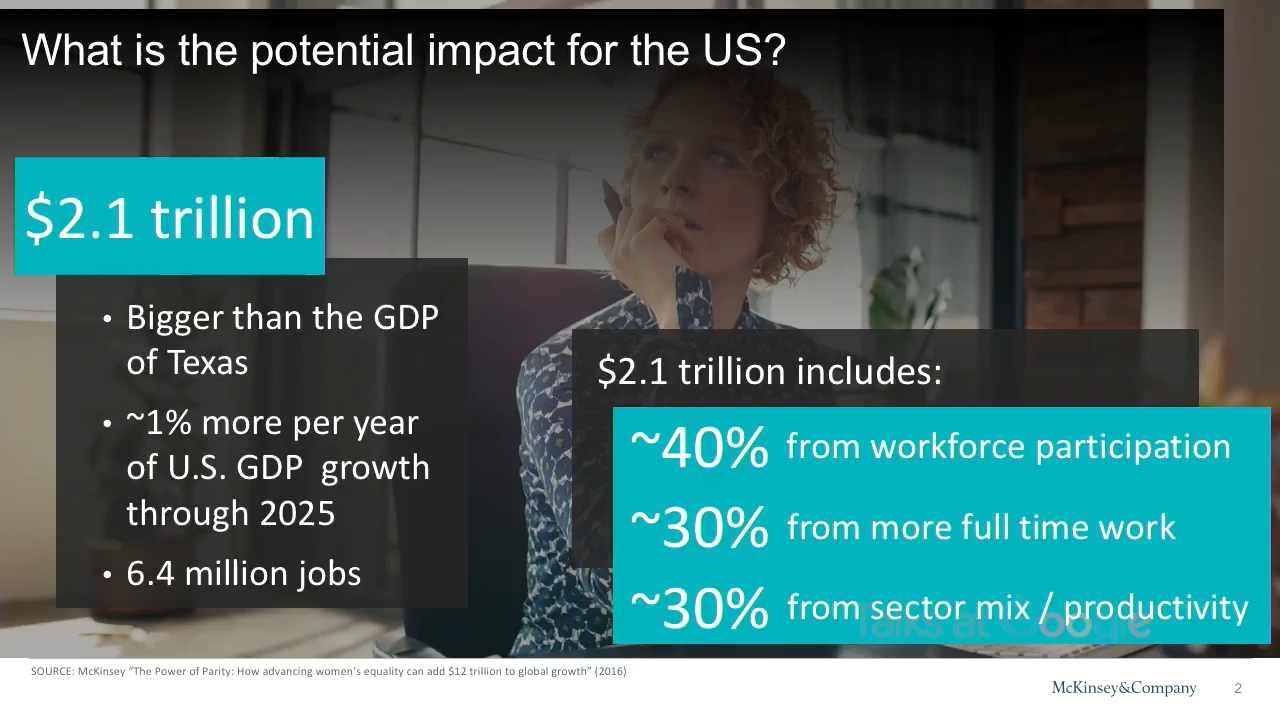 What is the potential impact for the US?
$2.1 trillion
• Bigger than the GDP
of Texas
• ~1% more per year
of U.S. GDP growth
through 2025
• 6.4 million jobs
$2.1 trillion includes:
~40% from workforce participation
~30% from more full time work
~30% from sector mix / productivity
Talks at Google
SOURCE: McKinsey “The Power of Parity: How advancing women’s equality can add $12 trillion to global growth” (2016)
McKinsey&Company
2